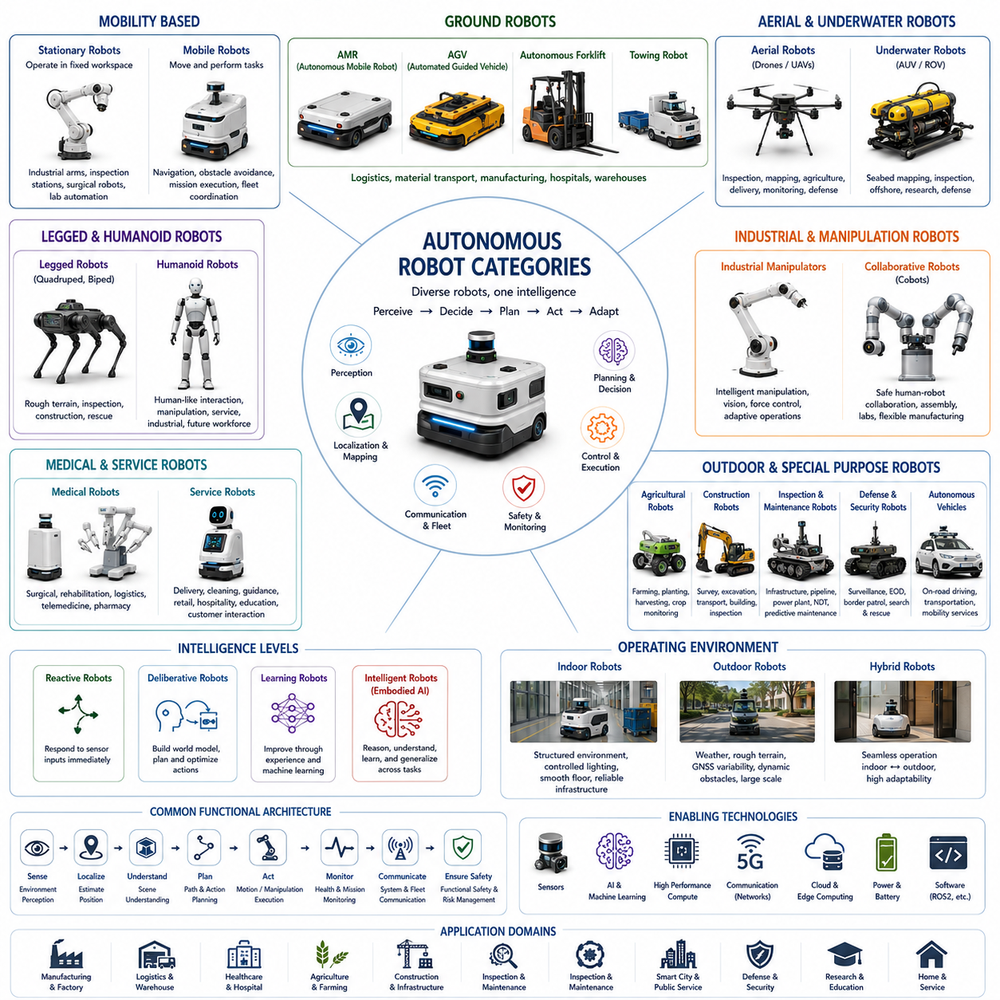 MOBILITY BASED
Stationary Robots
Operate in fixed workspace
Industrial arms, inspection
stations, surgical robots,
lab automation
Mobile Robots
Move and perform tasks
Navigation, obstacle avoidance,
mission execution, fleet
coordination
GROUND ROBOTS
AMR
(Autonomous Mobile Robot)
AGV
(Automated Guided Vehicle)
Autonomous Forklift
Towing Robot
Logistics, material transport, manufacturing, hospitals, warehouses
AERIAL & UNDERWATER ROBOTS
Aerial Robots
(Drones / UAVs)
Inspection, mapping, agriculture,
delivery, monitoring, defense
Underwater Robots
(AUV / ROV)
Seabed mapping, inspection,
offshore, research, defense
LEGGED & HUMANOID ROBOTS
Legged Robots
(Quadruped, Biped)
Rough terrain, inspection,
construction, rescue
Humanoid Robots
Human-like interaction,
manipulation, service,
industrial, future workforce
AUTONOMOUS
ROBOT CATEGORIES
Diverse robots, one intelligence
Perceive → Decide → Plan → Act → Adapt
Perception
Localization &
Mapping
Communication
& Fleet
Safety &
Monitoring
Control &
Execution
Planning &
Decision
INDUSTRIAL & MANIPULATION ROBOTS
Industrial Manipulators
Intelligent manipulation,
vision, force control,
adaptive operations
Collaborative Robots
(Cobots)
Safe human-robot
collaboration, assembly,
labs, flexible manufacturing
MEDICAL & SERVICE ROBOTS
Medical Robots
Surgical, rehabilitation, logistics,
telemedicine, pharmacy
Service Robots
Delivery, cleaning, guidance,
retail, hospitality, education,
customer interaction
OUTDOOR & SPECIAL PURPOSE ROBOTS
Agricultural
Robots
Farming, planting,
harvesting, crop
monitoring
Construction
Robots
Survey, excavation,
transport, building,
inspection
Inspection &
Maintenance Robots
Infrastructure, pipeline,
power plant, NDT,
predictive maintenance
Defense &
Security Robots
Surveillance, EOD,
border patrol, search
& rescue
Autonomous
Vehicles
On-road driving,
transportation,
mobility services
INTELLIGENCE LEVELS
Reactive Robots
Respond to sensor
inputs immediately
Deliberative Robots
Build world model,
plan and optimize
actions
Learning Robots
Improve through
experience and
machine learning
Intelligent Robots
(Embodied AI)
Reason, understand,
learn, and generalize
across tasks
OPERATING ENVIRONMENT
Indoor Robots
Structured environment,
controlled lighting,
smooth floor, reliable
infrastructure
Outdoor Robots
Weather, rough terrain,
GNSS variability, dynamic
obstacles, large scale
Hybrid Robots
Seamless operation
indoor ↔ outdoor,
high adaptability
COMMON FUNCTIONAL ARCHITECTURE
Sense
Environment
Perception
Localize
Estimate
Position
Understand
Scene
Understanding
Plan
Path & Action
Planning
Act
Motion / Manipulation
Execution
Monitor
Health & Mission
Monitoring
Communicate
System & Fleet
Communication
Ensure Safety
Functional Safety &
Risk Management
ENABLING TECHNOLOGIES
Sensors
AI &
Machine Learning
High Performance
Compute
5G
Communication
(Networks)
Cloud &
Edge Computing
Power &
Battery
</>
Software
(ROS2, etc.)
APPLICATION DOMAINS
Manufacturing
& Factory
Logistics &
Warehouse
Healthcare
& Hospital
Agriculture
& Farming
Construction
& Infrastructure
Inspection &
Maintenance
Inspection &
Maintenance
Smart City &
Public Service
Defense &
Security
Research &
Education
Home &
Service